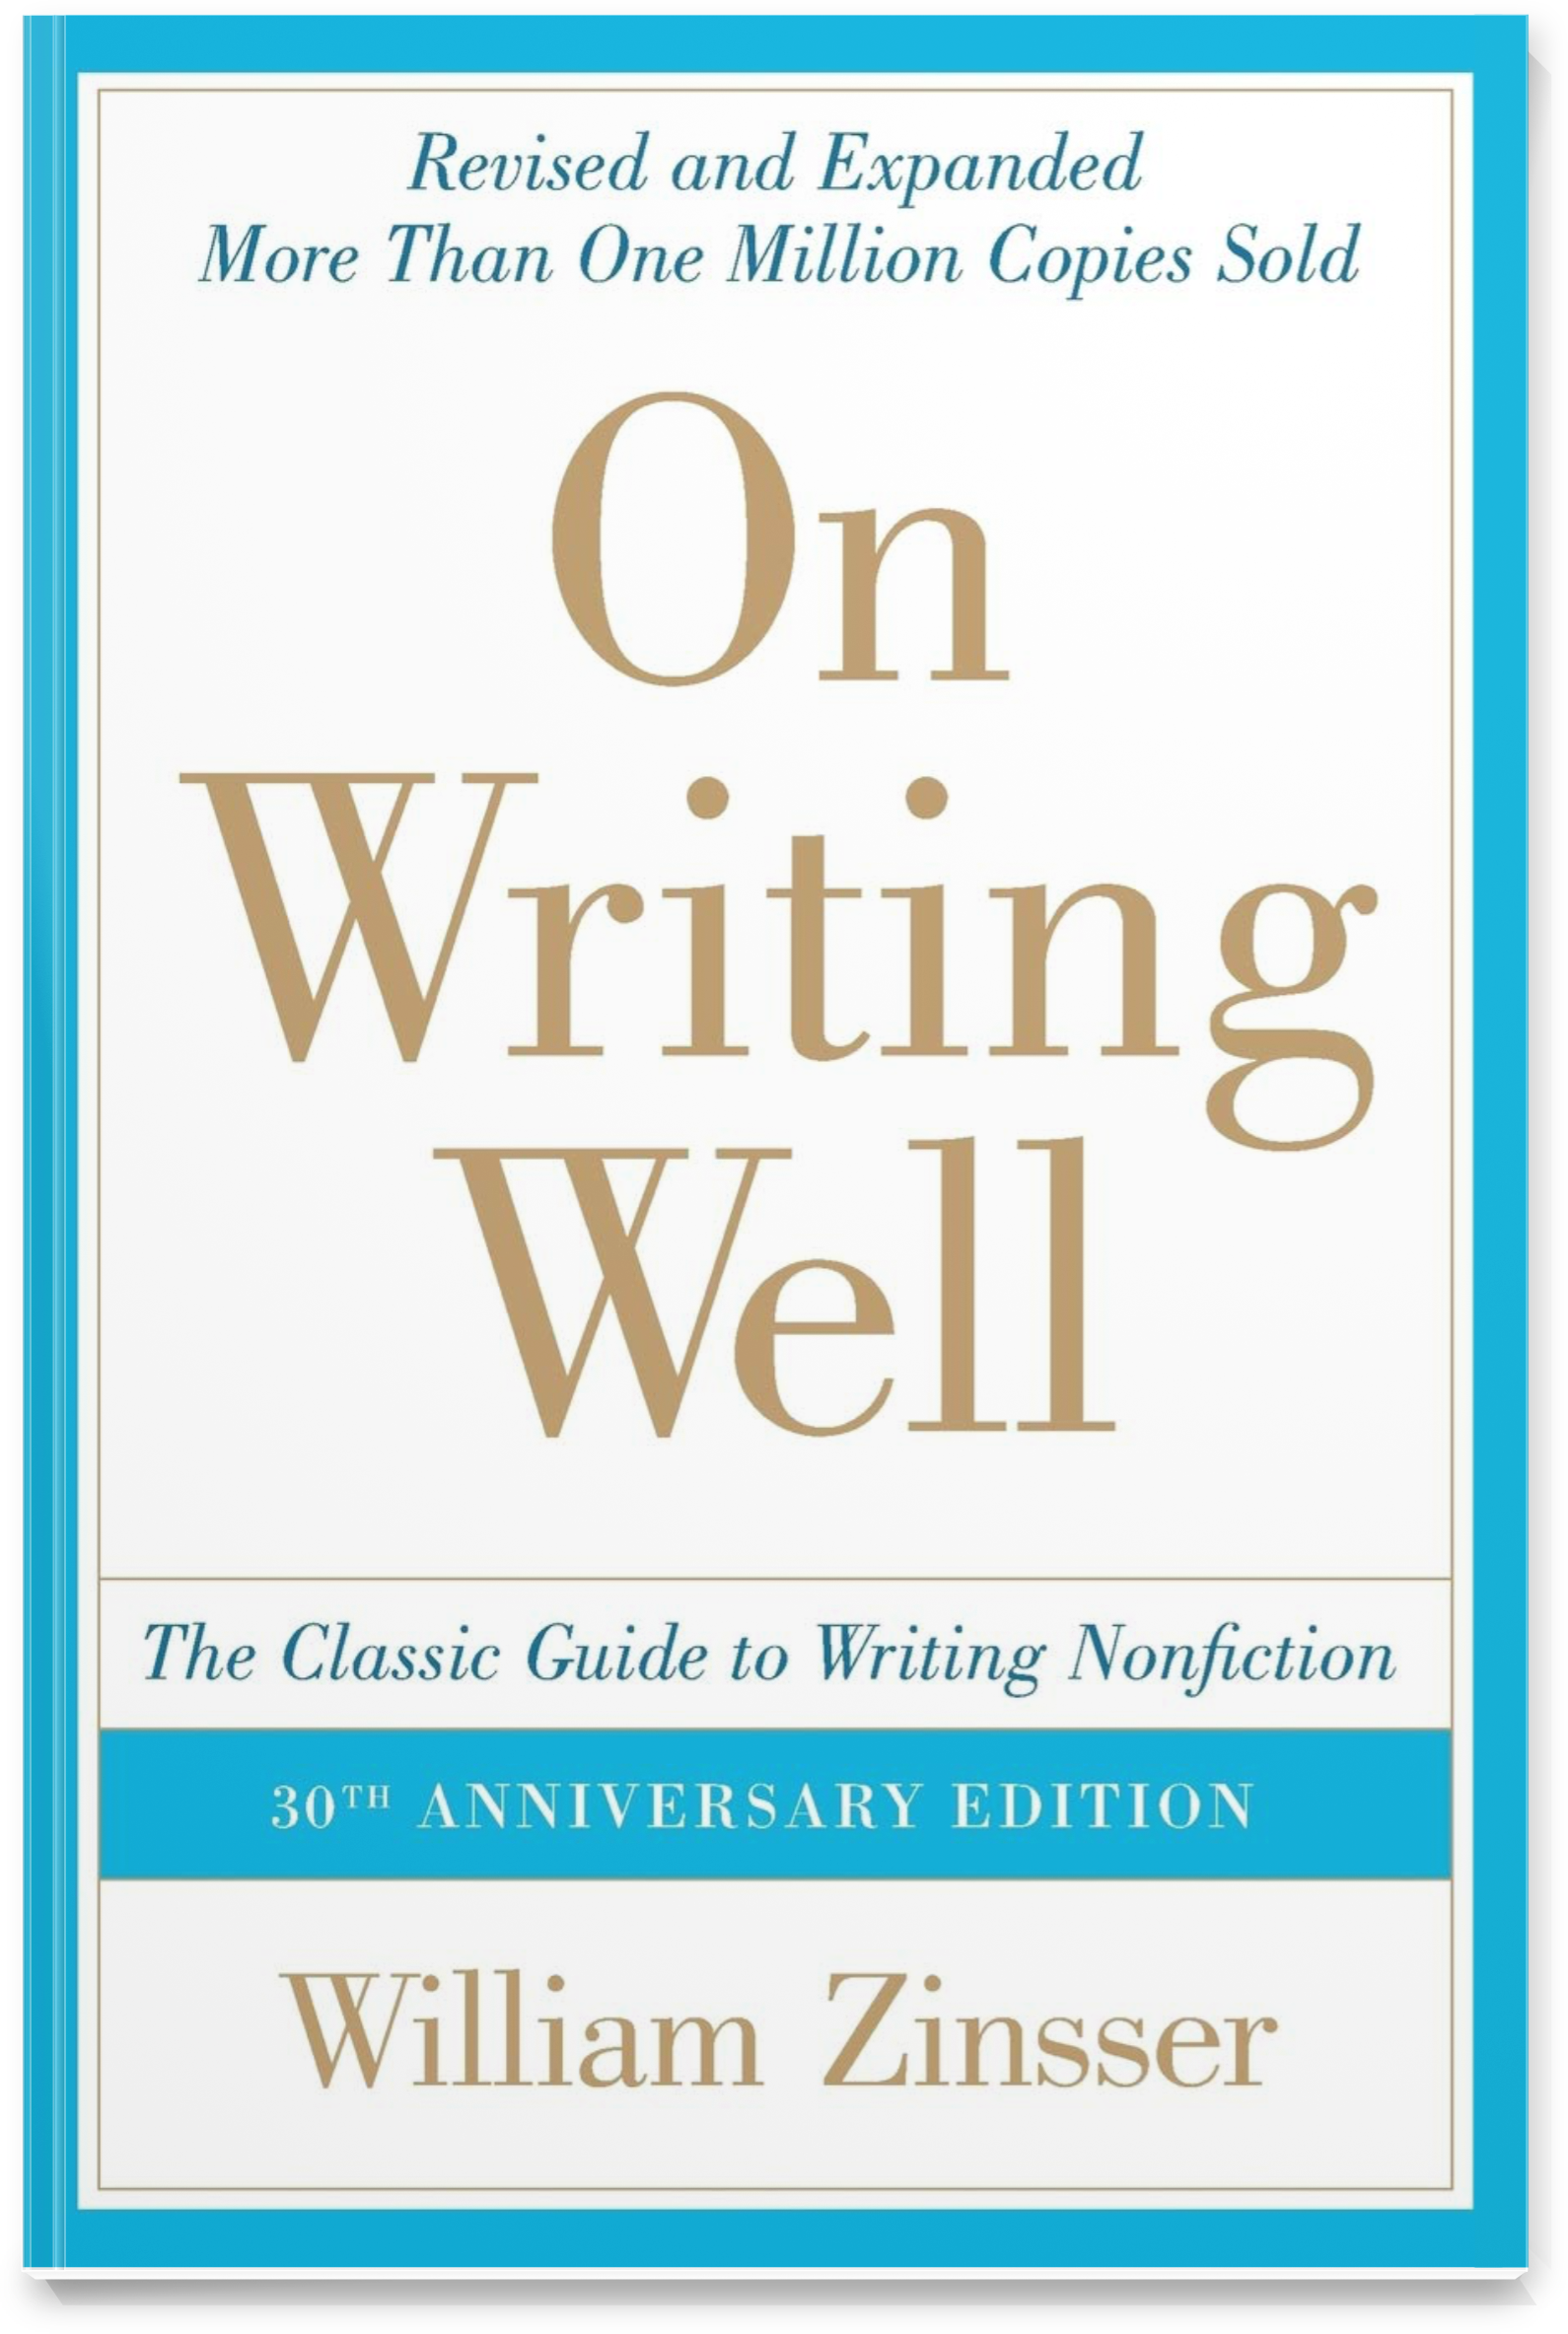 Revised and Expanded
More Than One Million Copies Sold
On
Writing
Well
The Classic Guide to Writing Nonfiction
30TH ANNIVERSARY EDITION
William Zinsser